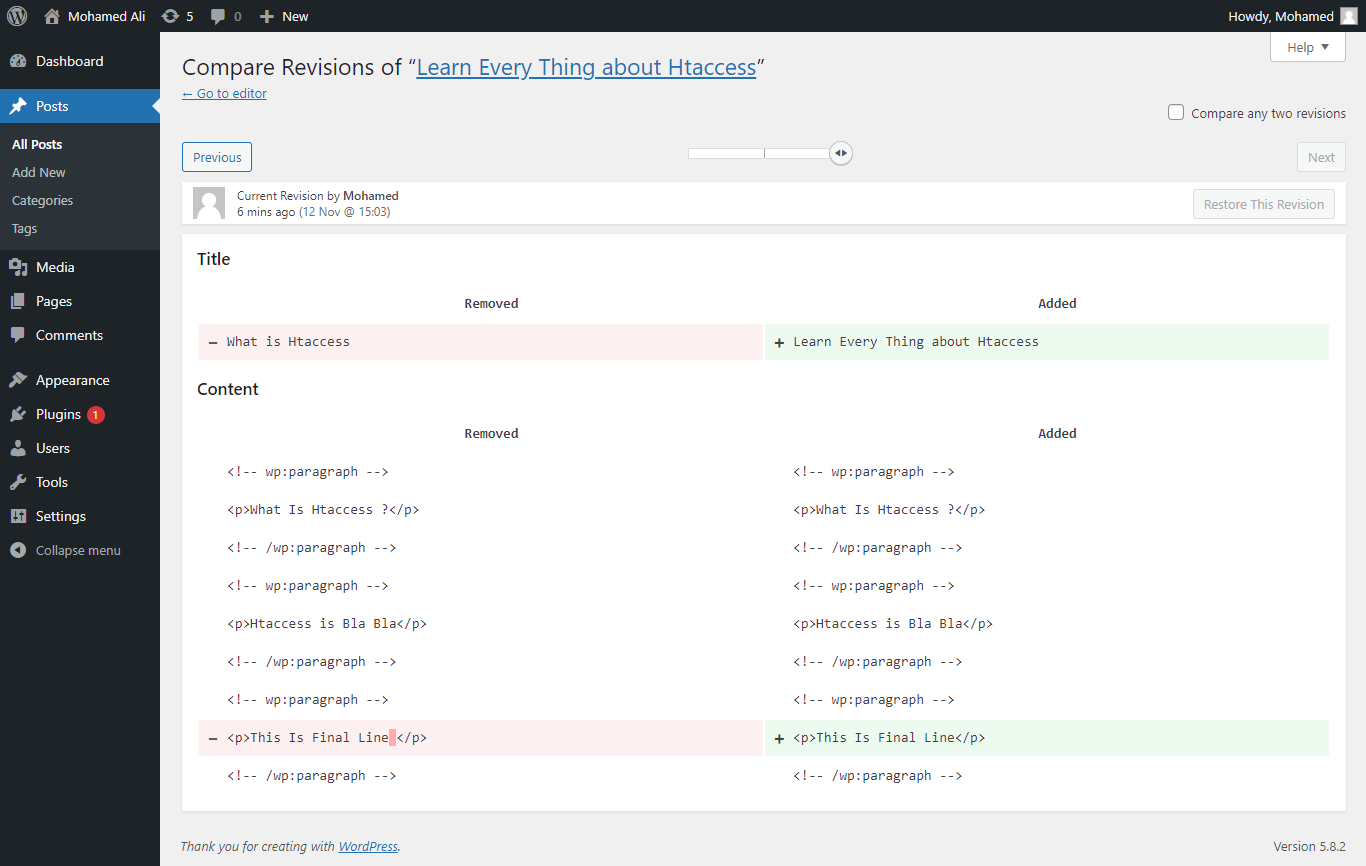 Mohamed Ali 5 0 New Howdy, Mohamed
Dashboard
Posts
All Posts
Add New
Categories
Tags
Media
Pages
Comments
Appearance
Plugins 1
Users
Tools
Settings
Collapse menu
Help
Compare Revisions of “Learn Every Thing about Htaccess”
← Go to editor
Compare any two revisions
Previous Next
Current Revision by Mohamed
6 mins ago (12 Nov @ 15:03)
Restore This Revision
Title
Removed Added
− What is Htaccess + Learn Every Thing about Htaccess
Content
Removed Added
<!-- wp:paragraph --> <!-- wp:paragraph -->
<p>What Is Htaccess ?</p> <p>What Is Htaccess ?</p>
<!-- /wp:paragraph --> <!-- /wp:paragraph -->
<!-- wp:paragraph --> <!-- wp:paragraph -->
<p>Htaccess is Bla Bla</p> <p>Htaccess is Bla Bla</p>
<!-- /wp:paragraph --> <!-- /wp:paragraph -->
<!-- wp:paragraph --> <!-- wp:paragraph -->
− <p>This Is Final Line </p> + <p>This Is Final Line</p>
<!-- /wp:paragraph --> <!-- /wp:paragraph -->
Thank you for creating with WordPress. Version 5.8.2